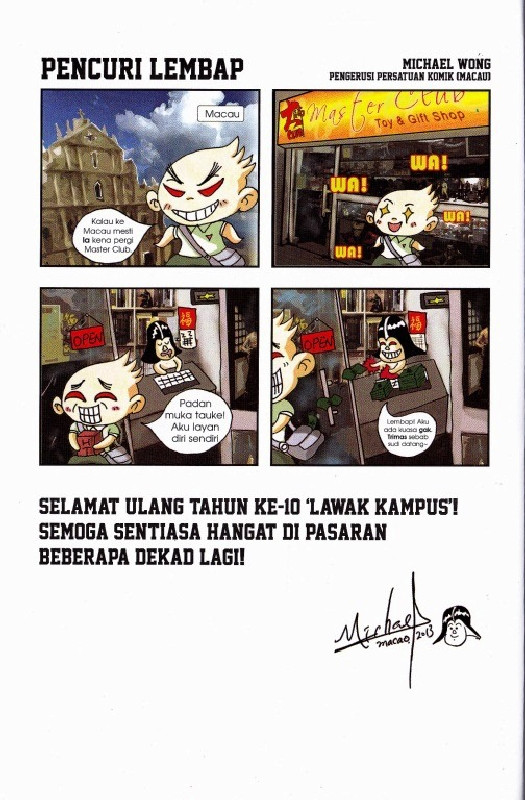 PENCURI LEMBAP
MICHAEL WONG
PENGERUSI PERSATUAN KOMIK (MACAU)
Macau
Kalau ke
Macau mesti
la kena pergi
Master Club.
Master Club
Toy & Gift Shop
WA!
WA!
WA!
WA!
OPEN
福
Padan
muka tauke!
Aku layan
diri sendiri
OPEN
福
Lembap! Aku
ada kuasa gak.
Trimas sebab
sudi datang~
SELAMAT ULANG TAHUN KE-10 'LAWAK KAMPUS'!
SEMOGA SENTIASA HANGAT DI PASARAN
BEBERAPA DEKAD LAGI!
Michael
macao 2013